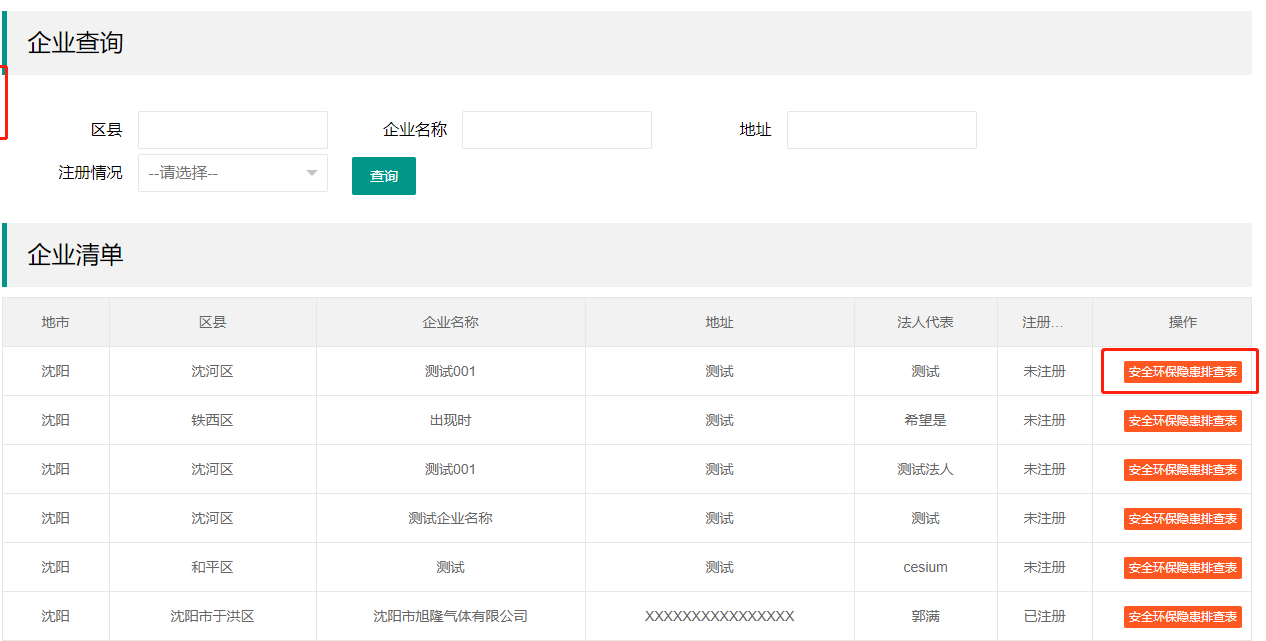 企业查询
区县 企业名称 地址
注册情况 --请选择-- 查询
企业清单
地市 区县 企业名称 地址 法人代表 注册... 操作
沈阳 沈河区 测试001 测试 测试 未注册 安全环保隐患排查表
沈阳 铁西区 出现时 测试 希望是 未注册 安全环保隐患排查表
沈阳 沈河区 测试001 测试 测试法人 未注册 安全环保隐患排查表
沈阳 沈河区 测试企业名称 测试 测试 未注册 安全环保隐患排查表
沈阳 和平区 测试 测试 cesium 未注册 安全环保隐患排查表
沈阳 沈阳市于洪区 沈阳市旭隆气体有限公司 XXXXXXXXXXXXXXXX 郭满 已注册 安全环保隐患排查表